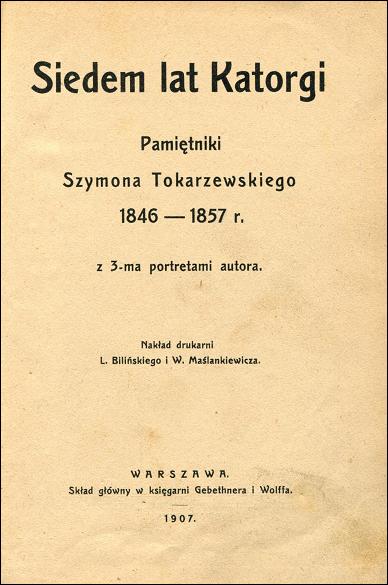 Siedem lat Katorgi
Pamiętniki
Szymona Tokarzewskiego
1846 — 1857 r.
z 3-ma portretami autora.
Nakład drukarni
L. Bilińskiego i W. Maślankiewicza.
WARSZAWA.
Skład główny w księgarni Gebethnera i Wolffa.
1907.